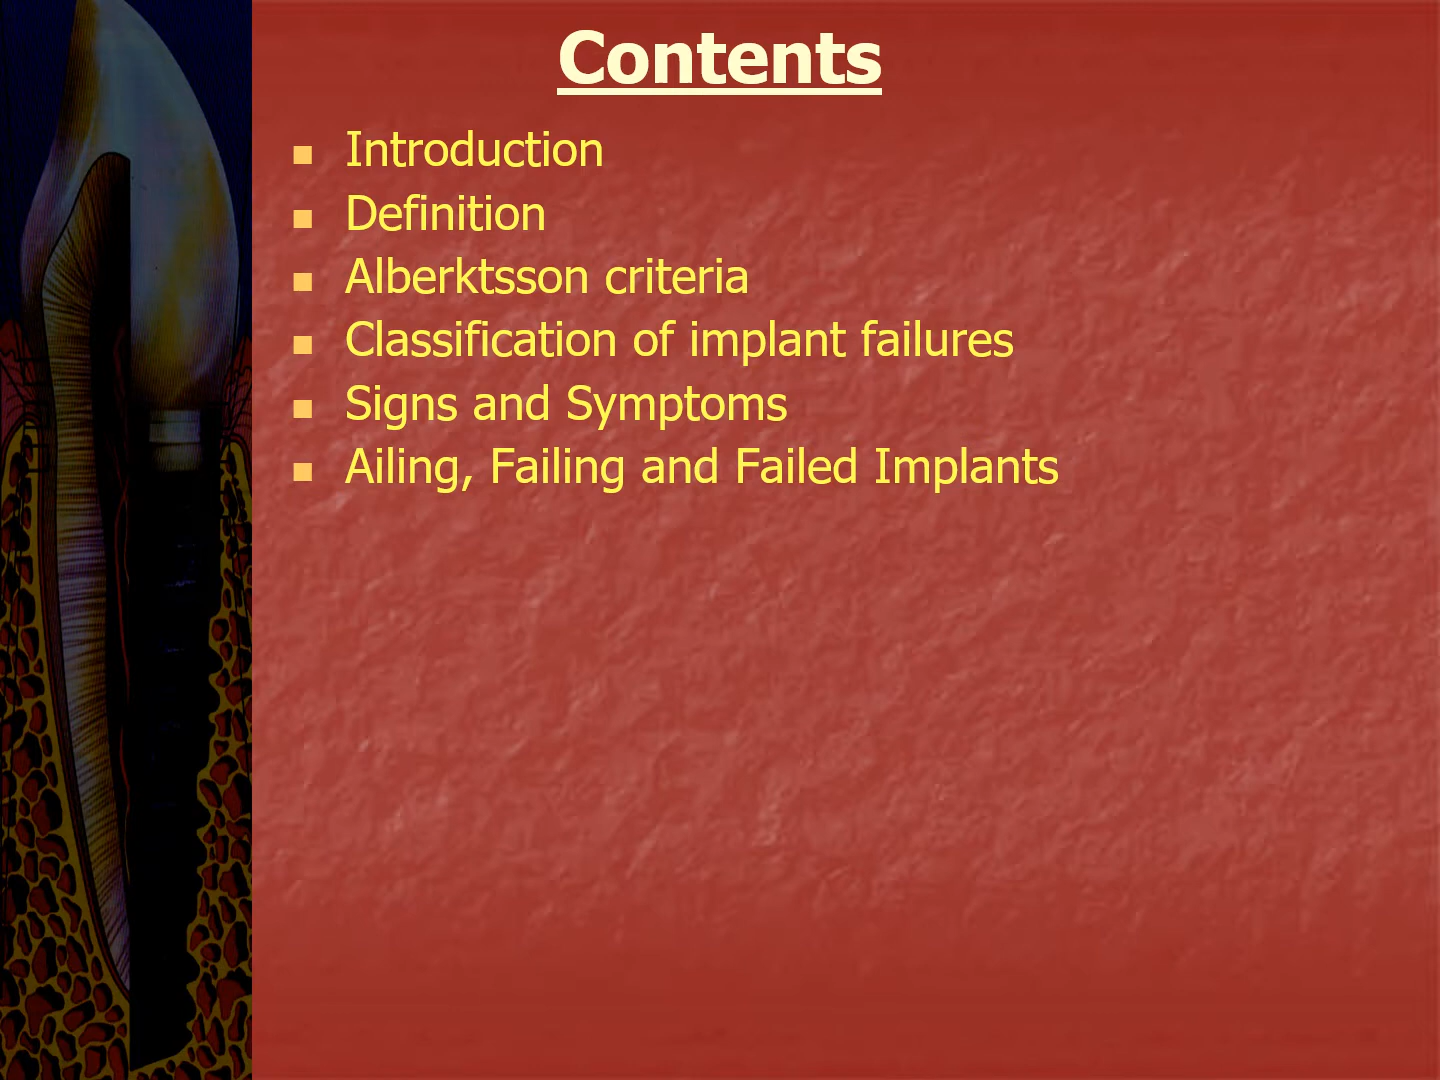 Contents
Introduction
Definition
Alberktsson criteria
Classification of implant failures
Signs and Symptoms
Ailing, Failing and Failed Implants